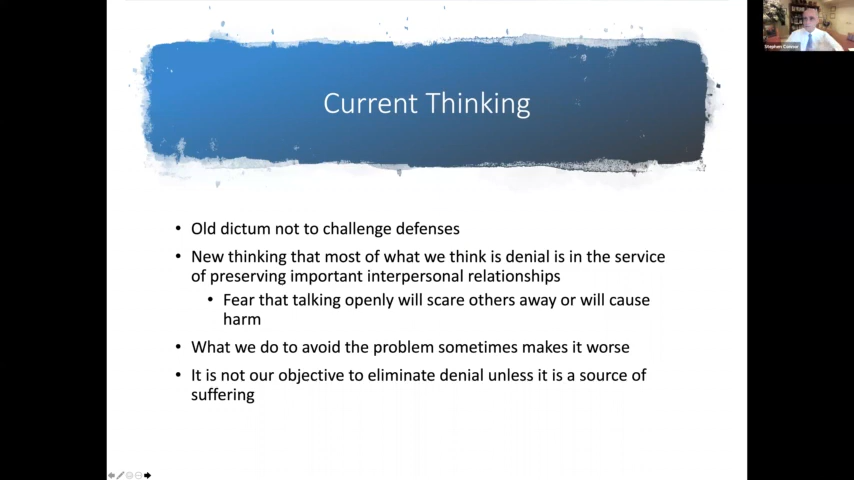 Current Thinking
• Old dictum not to challenge defenses
• New thinking that most of what we think is denial is in the service
of preserving important interpersonal relationships
• Fear that talking openly will scare others away or will cause
harm
• What we do to avoid the problem sometimes makes it worse
• It is not our objective to eliminate denial unless it is a source of
suffering
Stephen